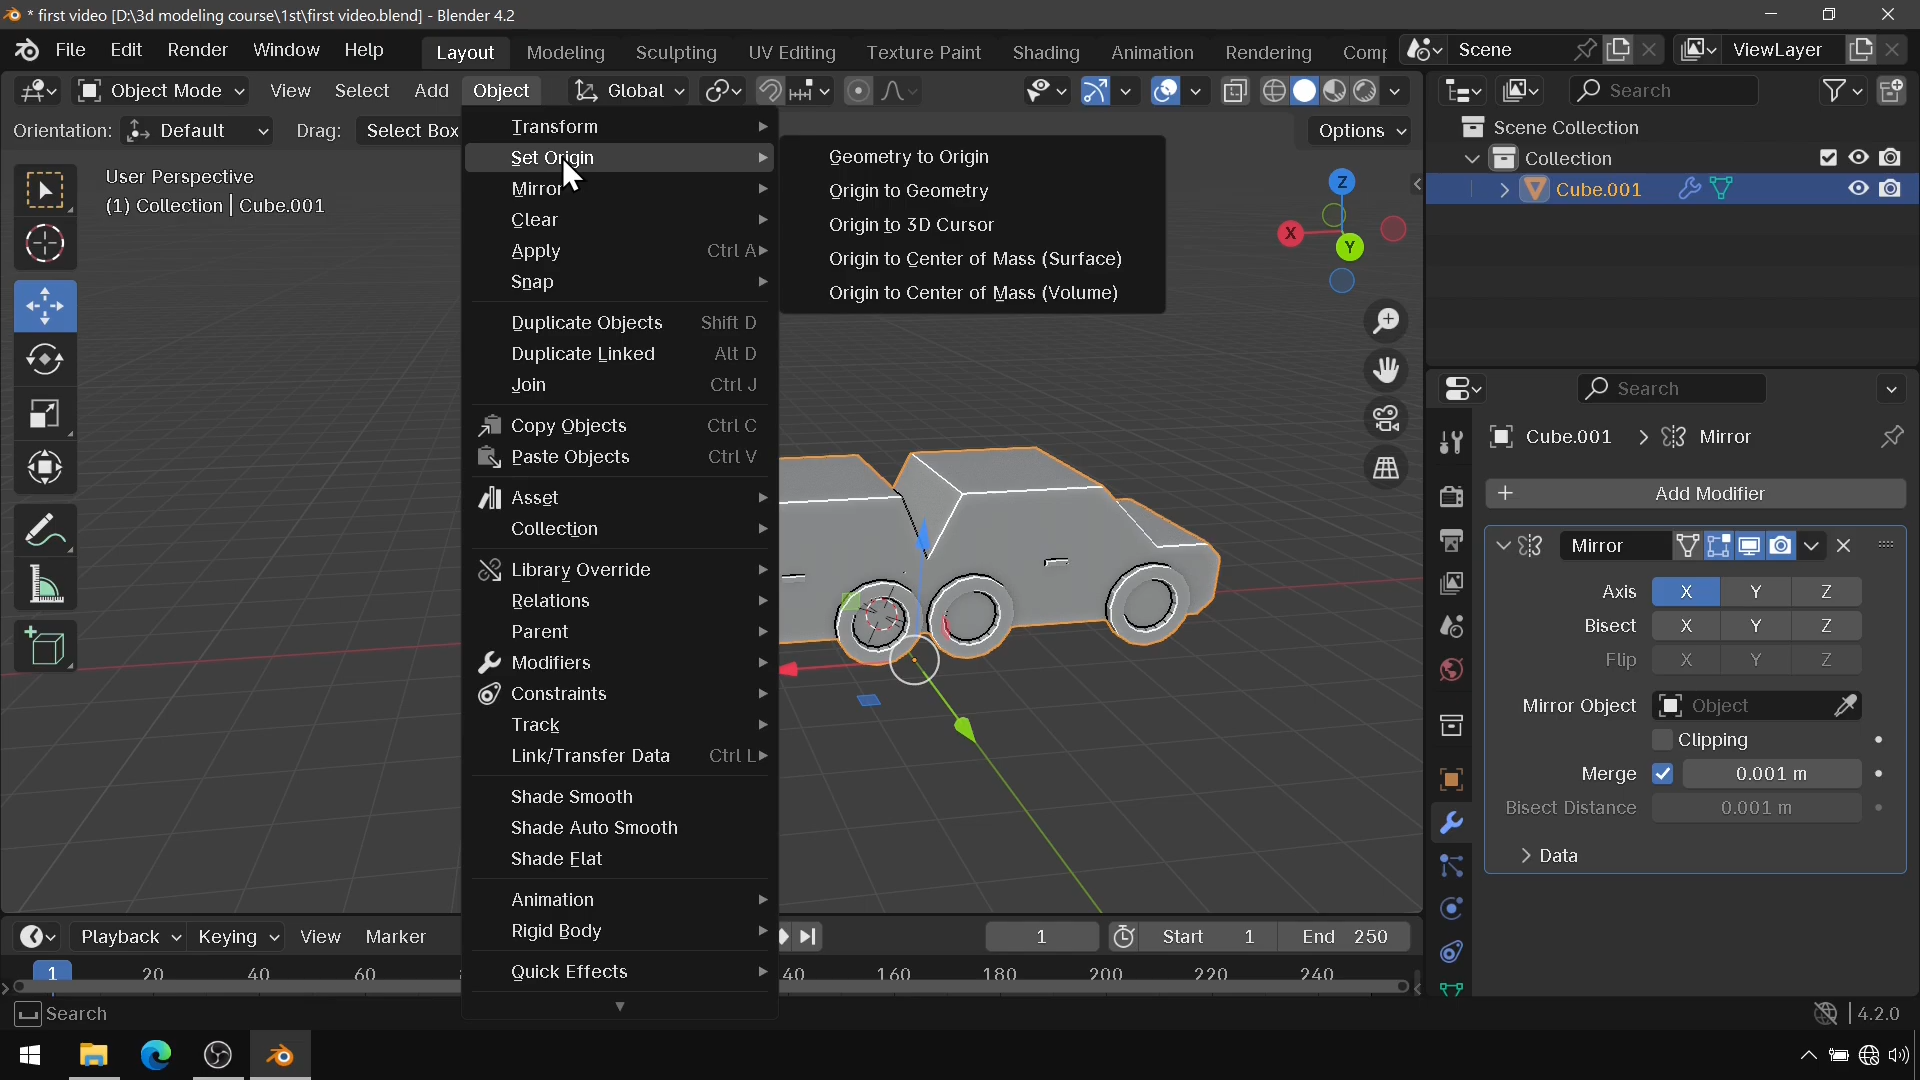 * first video [D:\3d modeling course\1st\first video.blend] - Blender 4.2
File Edit Render Window Help
Layout Modeling Sculpting UV Editing Texture Paint Shading Animation Rendering Comp
Scene
ViewLayer
Object Mode View Select Add Object
Global
Search
Orientation: Default Drag: Select Box
Options
User Perspective
(1) Collection | Cube.001
Transform
Set Origin
Mirror
Clear
Apply Ctrl A
Snap
Duplicate Objects Shift D
Duplicate Linked Alt D
Join Ctrl J
Copy Objects Ctrl C
Paste Objects Ctrl V
Asset
Collection
Library Override
Relations
Parent
Modifiers
Constraints
Track
Link/Transfer Data Ctrl L
Shade Smooth
Shade Auto Smooth
Shade Flat
Animation
Rigid Body
Quick Effects
Geometry to Origin
Origin to Geometry
Origin to 3D Cursor
Origin to Center of Mass (Surface)
Origin to Center of Mass (Volume)
Z
X
Y
Scene Collection
Collection
Cube.001
Search
Cube.001 > Mirror
+ Add Modifier
Mirror
Axis X Y Z
Bisect X Y Z
Flip X Y Z
Mirror Object Object
Clipping
Merge 0.001 m
Bisect Distance 0.001 m
Data
Playback Keying View Marker
1 Start 1 End 250
1 20 40 60 40 160 180 200 220 240
Search
4.2.0